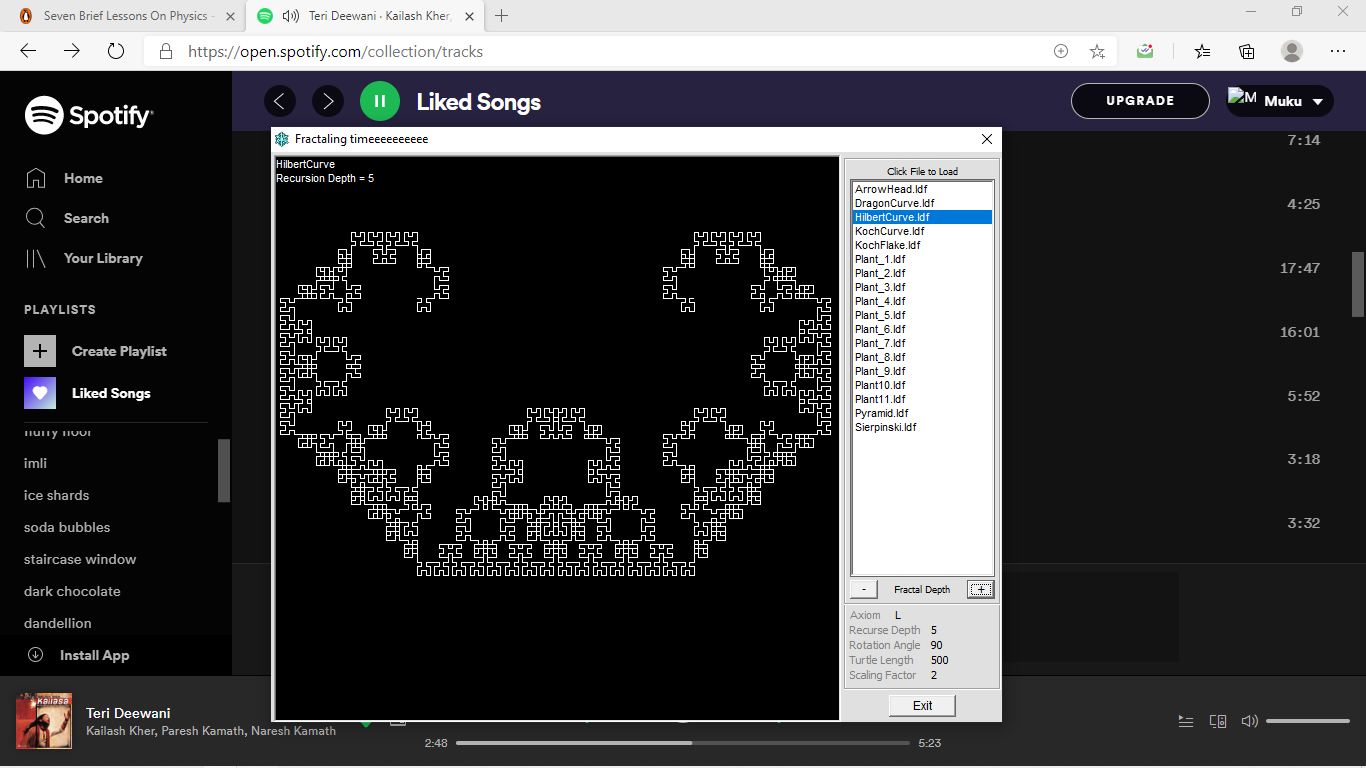 Seven Brief Lessons On Physics -
Teri Deewani · Kailash Kher,
https://open.spotify.com/collection/tracks
Spotify
Liked Songs
UPGRADE
M
Muku
Home
Search
Your Library
PLAYLISTS
Create Playlist
Liked Songs
fluffy floor
imli
ice shards
soda bubbles
staircase window
dark chocolate
dandellion
Install App
7:14
4:25
17:47
16:01
5:52
3:18
3:32
Fractaling timeeeeeeeeee
HilbertCurve
Recursion Depth = 5
Click File to Load
ArrowHead.ldf
DragonCurve.ldf
HilbertCurve.ldf
KochCurve.ldf
KochFlake.ldf
Plant_1.ldf
Plant_2.ldf
Plant_3.ldf
Plant_4.ldf
Plant_5.ldf
Plant_6.ldf
Plant_7.ldf
Plant_8.ldf
Plant_9.ldf
Plant10.ldf
Plant11.ldf
Pyramid.ldf
Sierpinski.ldf
- Fractal Depth +
Axiom L
Recurse Depth 5
Rotation Angle 90
Turtle Length 500
Scaling Factor 2
Exit
Kailasa
Teri Deewani
Kailash Kher, Paresh Kamath, Naresh Kamath
2:48
5:23